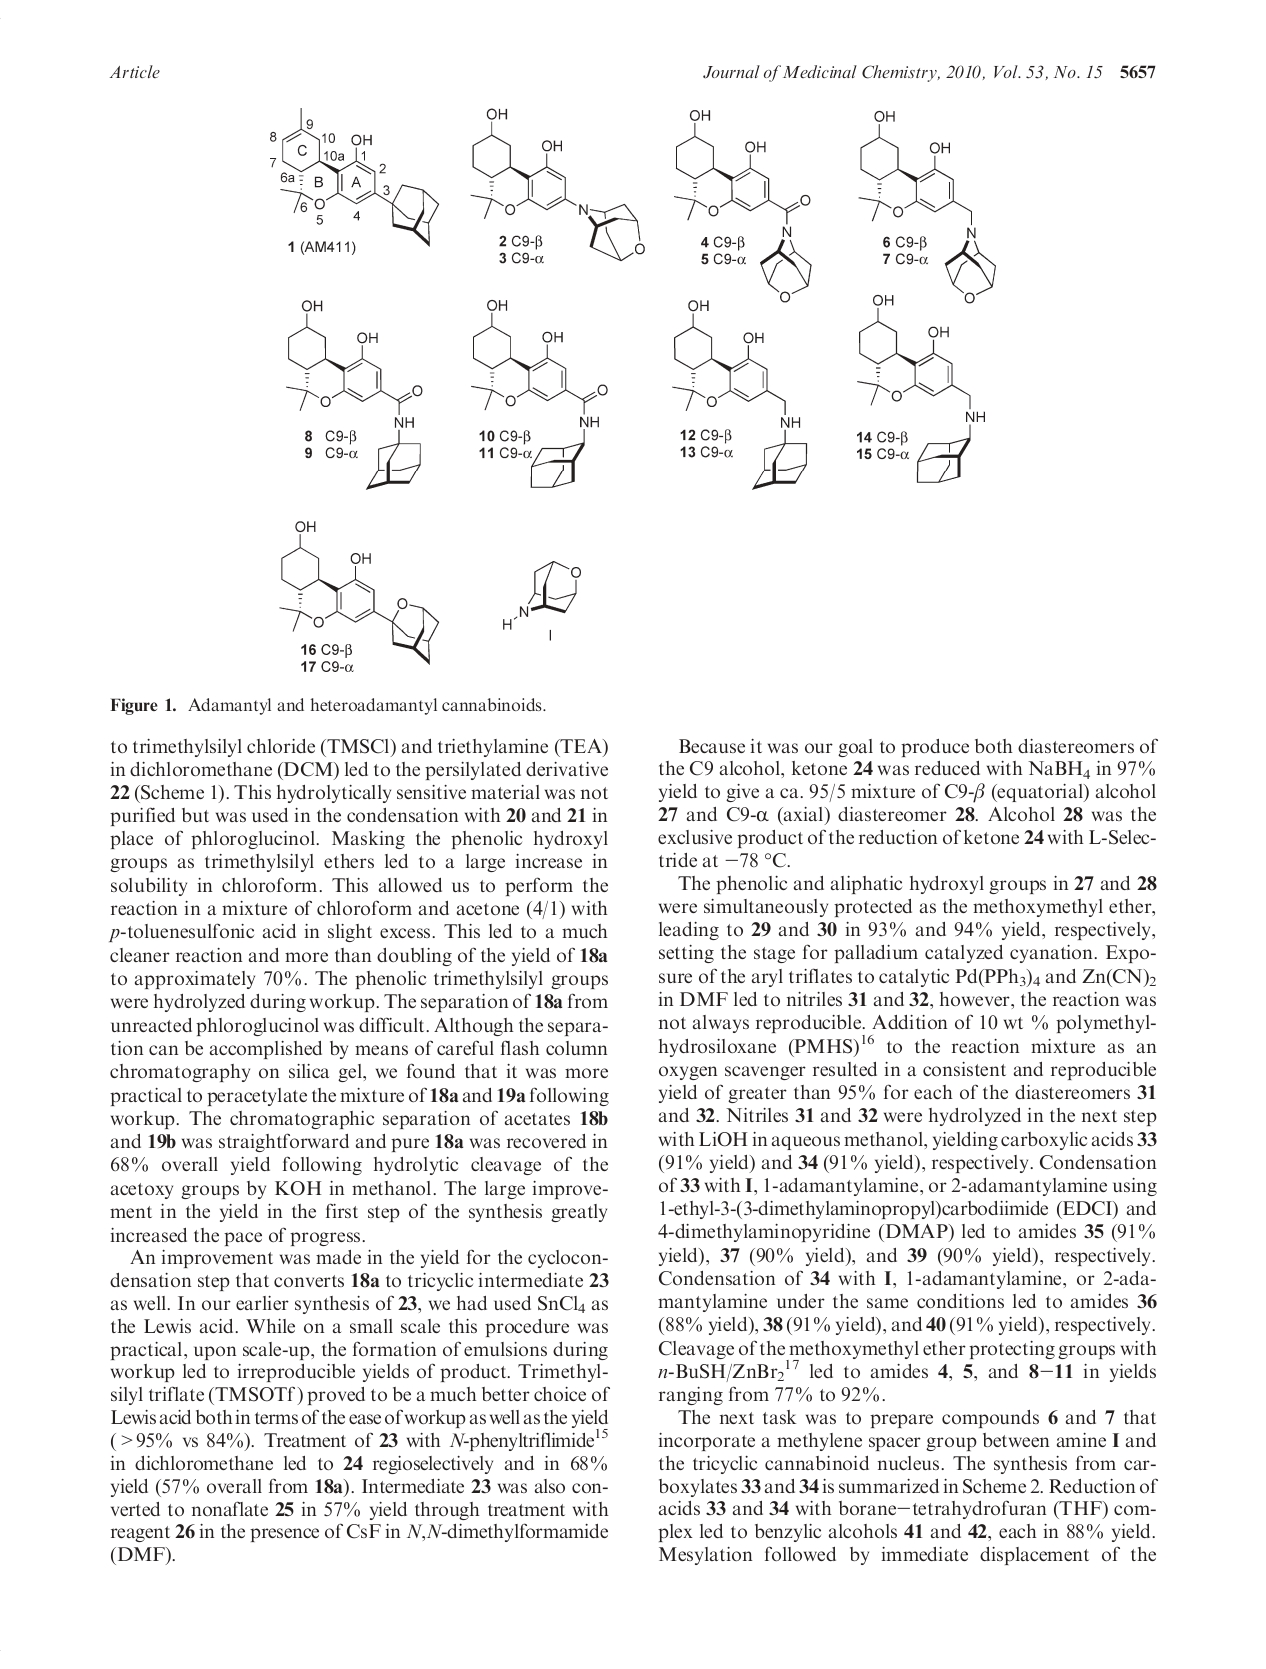 Article
Journal of Medicinal Chemistry, 2010, Vol. 53, No. 15 5657
9
8
10
OH
C
10a
1
7
2
6a
B
A
3
6
O
5
4
1 (AM411)
OH
OH
O
N
O
2 C9-β
3 C9-α
OH
OH
O
O
N
O
4 C9-β
5 C9-α
OH
OH
O
N
O
6 C9-β
7 C9-α
OH
OH
O
O
NH
8 C9-β
9 C9-α
OH
OH
O
O
NH
10 C9-β
11 C9-α
OH
OH
O
NH
12 C9-β
13 C9-α
OH
OH
O
NH
14 C9-β
15 C9-α
OH
OH
O
O
16 C9-β
17 C9-α
O
N
H
I
Figure 1. Adamantyl and heteroadamantyl cannabinoids.
to trimethylsilyl chloride (TMSCl) and triethylamine (TEA)
in dichloromethane (DCM) led to the persilylated derivative
22 (Scheme 1). This hydrolytically sensitive material was not
purified but was used in the condensation with 20 and 21 in
place of phloroglucinol. Masking the phenolic hydroxyl
groups as trimethylsilyl ethers led to a large increase in
solubility in chloroform. This allowed us to perform the
reaction in a mixture of chloroform and acetone (4/1) with
p-toluenesulfonic acid in slight excess. This led to a much
cleaner reaction and more than doubling of the yield of 18a
to approximately 70%. The phenolic trimethylsilyl groups
were hydrolyzed during workup. The separation of 18a from
unreacted phloroglucinol was difficult. Although the separa-
tion can be accomplished by means of careful flash column
chromatography on silica gel, we found that it was more
practical to peracetylate the mixture of 18a and 19a following
workup. The chromatographic separation of acetates 18b
and 19b was straightforward and pure 18a was recovered in
68% overall yield following hydrolytic cleavage of the
acetoxy groups by KOH in methanol. The large improve-
ment in the yield in the first step of the synthesis greatly
increased the pace of progress.
An improvement was made in the yield for the cyclocon-
densation step that converts 18a to tricyclic intermediate 23
as well. In our earlier synthesis of 23, we had used SnCl4 as
the Lewis acid. While on a small scale this procedure was
practical, upon scale-up, the formation of emulsions during
workup led to irreproducible yields of product. Trimethyl-
silyl triflate (TMSOTf) proved to be a much better choice of
Lewis acid both in terms of the ease of workup as well as the yield
(>95% vs 84%). Treatment of 23 with N-phenyltriflimide15
in dichloromethane led to 24 regioselectively and in 68%
yield (57% overall from 18a). Intermediate 23 was also con-
verted to nonaflate 25 in 57% yield through treatment with
reagent 26 in the presence of CsF in N,N-dimethylformamide
(DMF).
Because it was our goal to produce both diastereomers of
the C9 alcohol, ketone 24 was reduced with NaBH4 in 97%
yield to give a ca. 95/5 mixture of C9-β (equatorial) alcohol
27 and C9-α (axial) diastereomer 28. Alcohol 28 was the
exclusive product of the reduction of ketone 24 with L-Selec-
tride at −78 °C.
The phenolic and aliphatic hydroxyl groups in 27 and 28
were simultaneously protected as the methoxymethyl ether,
leading to 29 and 30 in 93% and 94% yield, respectively,
setting the stage for palladium catalyzed cyanation. Expo-
sure of the aryl triflates to catalytic Pd(PPh3)4 and Zn(CN)2
in DMF led to nitriles 31 and 32, however, the reaction was
not always reproducible. Addition of 10 wt % polymethyl-
hydrosiloxane (PMHS)16 to the reaction mixture as an
oxygen scavenger resulted in a consistent and reproducible
yield of greater than 95% for each of the diastereomers 31
and 32. Nitriles 31 and 32 were hydrolyzed in the next step
with LiOH in aqueous methanol, yielding carboxylic acids 33
(91% yield) and 34 (91% yield), respectively. Condensation
of 33 with I, 1-adamantylamine, or 2-adamantylamine using
1-ethyl-3-(3-dimethylaminopropyl)carbodiimide (EDCI) and
4-dimethylaminopyridine (DMAP) led to amides 35 (91%
yield), 37 (90% yield), and 39 (90% yield), respectively.
Condensation of 34 with I, 1-adamantylamine, or 2-ada-
mantylamine under the same conditions led to amides 36
(88% yield), 38 (91% yield), and 40 (91% yield), respectively.
Cleavage of the methoxymethyl ether protecting groups with
n-BuSH/ZnBr217 led to amides 4, 5, and 8−11 in yields
ranging from 77% to 92%.
The next task was to prepare compounds 6 and 7 that
incorporate a methylene spacer group between amine I and
the tricyclic cannabinoid nucleus. The synthesis from car-
boxylates 33 and 34 is summarized in Scheme 2. Reduction of
acids 33 and 34 with borane−tetrahydrofuran (THF) com-
plex led to benzylic alcohols 41 and 42, each in 88% yield.
Mesylation followed by immediate displacement of the